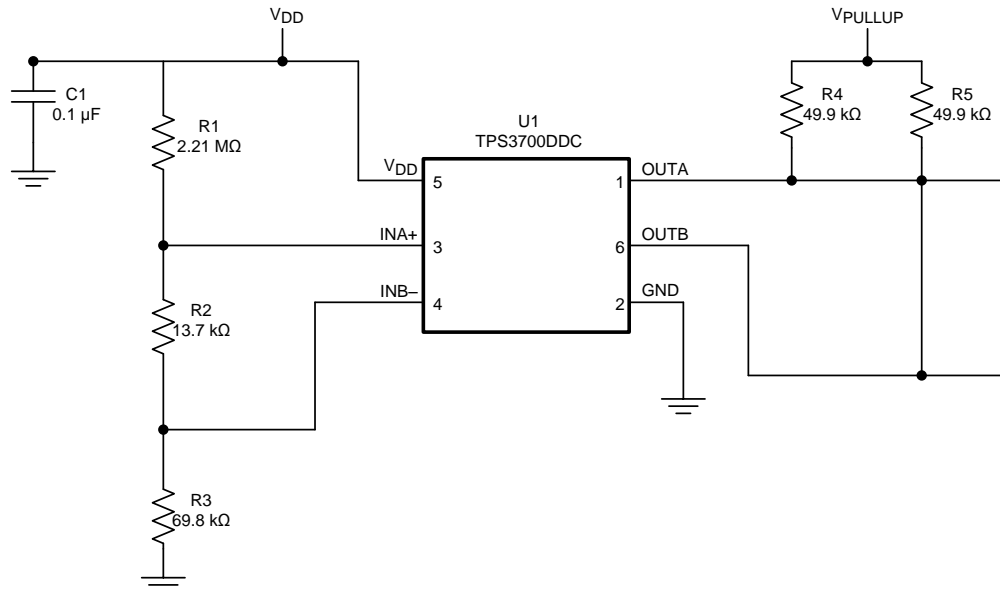 VDD
VPULLUP
C1
0.1 µF
R1
2.21 MΩ
R4
49.9 kΩ
R5
49.9 kΩ
U1
TPS3700DDC
VDD
5
1
OUTA
INA+
3
6
OUTB
INB–
4
2
GND
R2
13.7 kΩ
R3
69.8 kΩ